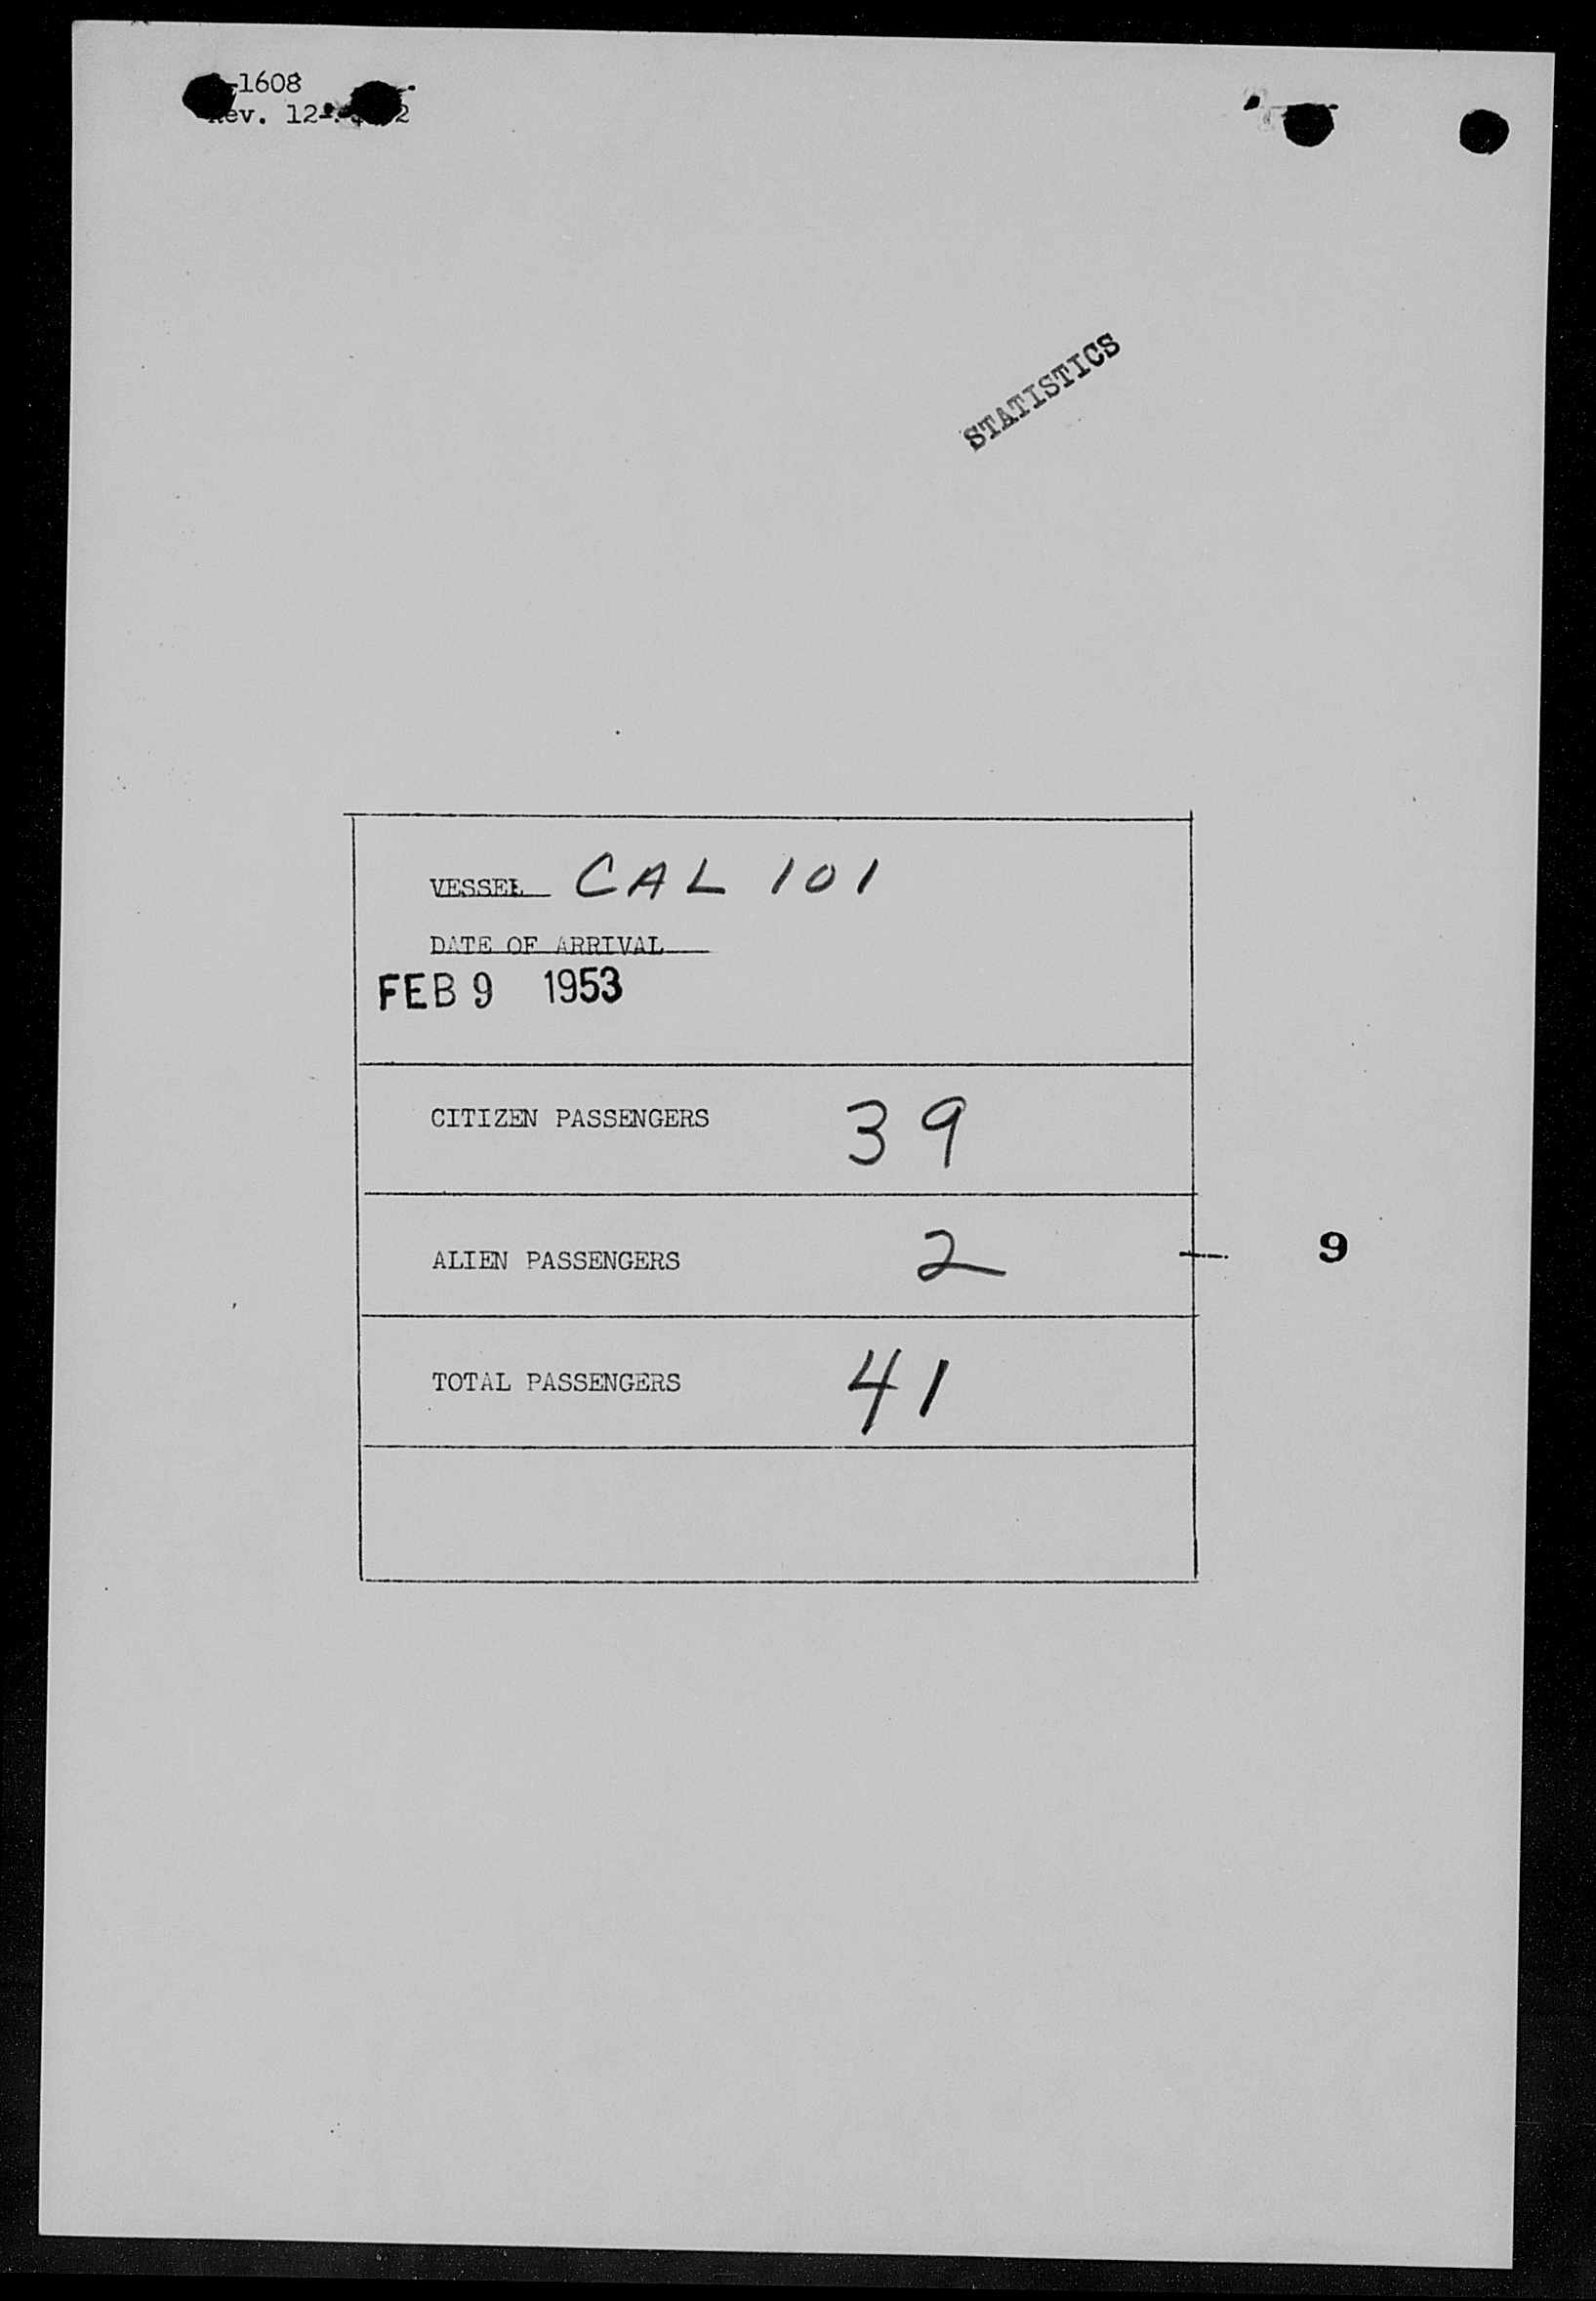 -1608
Rev. 12-
STATISTICS
VESSEL CAL 101
DATE OF ARRIVAL
FEB 9 1953
CITIZEN PASSENGERS 39
ALIEN PASSENGERS 2
9
TOTAL PASSENGERS 41